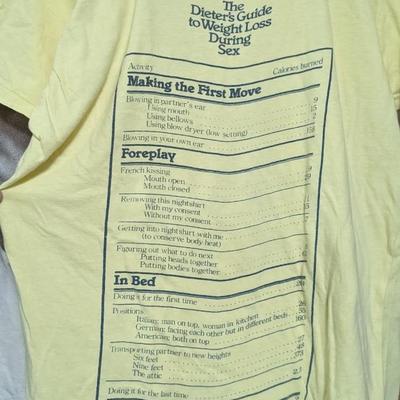 The
Dieter's Guide
to Weight Loss
During
Sex
Activity Calories burned
Making the First Move
Blowing in partner's ear
Using mouth 9
Using bellows 15
Using blow dryer (low setting) 2
Blowing in your own ear
Foreplay
French kissing
Mouth open
Mouth closed
Removing this nightshirt
With my consent
Without my consent
Getting into nightshirt with me
(to conserve body heat)
Figuring out what to do next
Putting heads together
Putting bodies together
In Bed
Doing it for the first time
Positions
Italian: man on top, woman in kitchen
German: facing each other but in different beds
American: both on top
Transporting partner to new heights
Six feet
Nine feet
The attic
Doing it for the last time